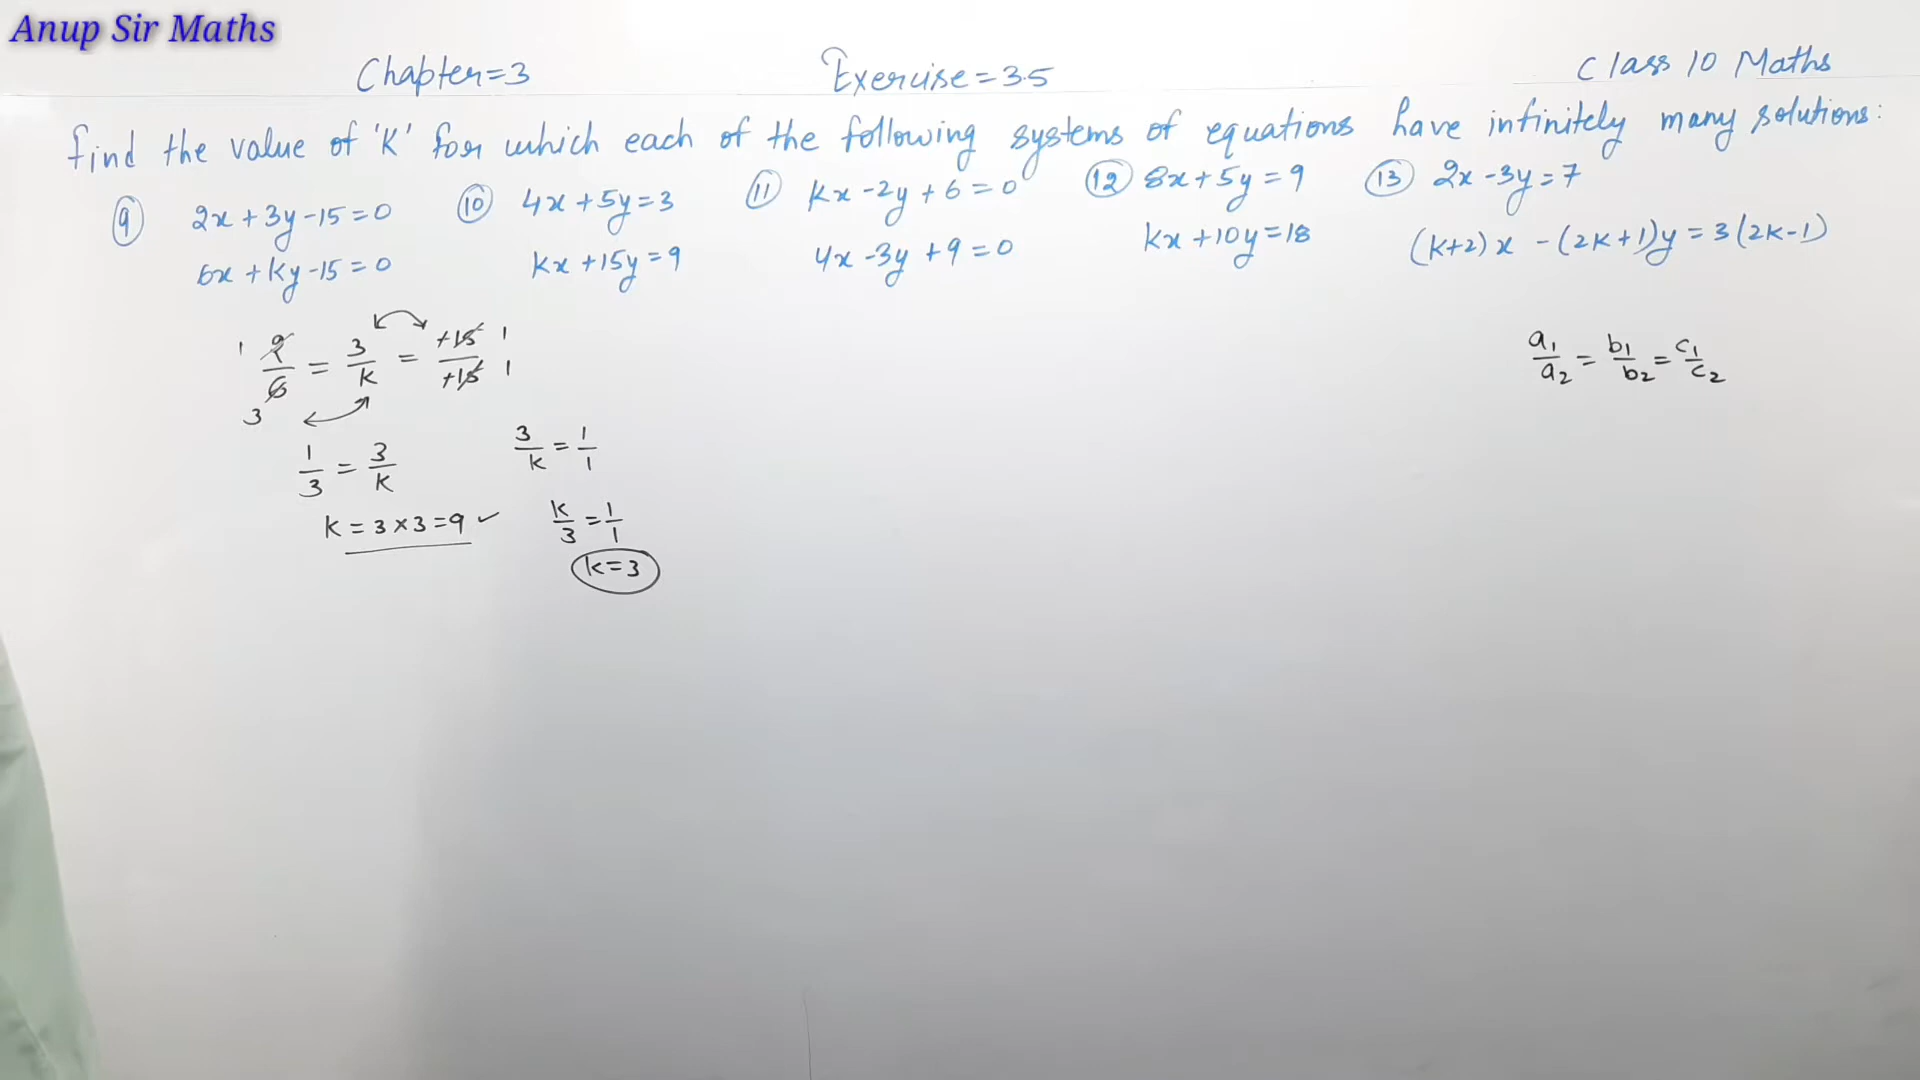 Anup Sir Maths
Chapter=3 Exercise=3.5 Class 10 Maths
find the value of 'K' for which each of the following systems of equations have infinitely many solutions:
9 2x+3y-15=0 10 4x+5y=3 11 Kx-2y+6=0 12 8x+5y=9 13 2x-3y=7
6x+Ky-15=0 Kx+15y=9 4x-3y+9=0 Kx+10y=18 (K+2)x-(2K+1)y=3(2K-1)
1 2/6 3 = 3/K = +15/+15 1 1
a1/a2 = b1/b2 = c1/c2
1/3 = 3/K
K=3×3=9 ✓
3/K = 1/1
K/3 = 1/1
K=3